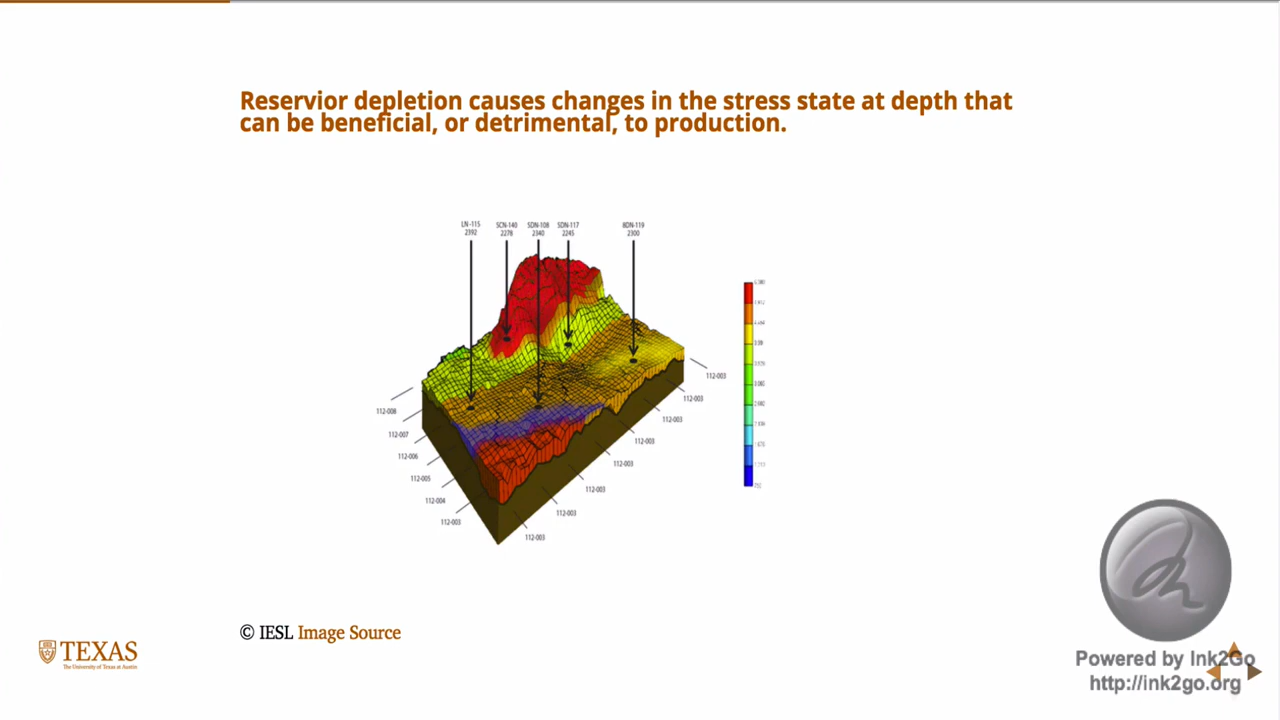 Reservior depletion causes changes in the stress state at depth that
can be beneficial, or detrimental, to production.
LN -115
2392
SCN-140
2278
SDN-108
2340
SDN-117
2245
BDN-119
2300
112-003
112-003
112-003
112-003
112-003
112-003
112-003
112-003
112-008
112-007
112-006
112-005
112-004
112-003
© IESL Image Source
TEXAS
The University of Texas at Austin
Powered by Ink2Go
http://ink2go.org